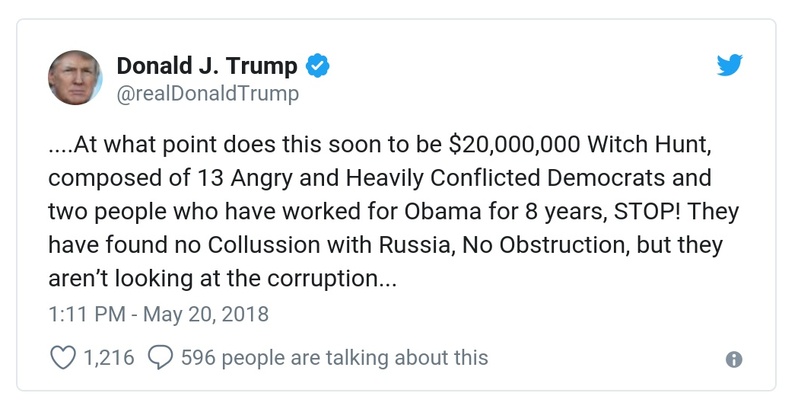 Donald J. Trump
@realDonaldTrump
....At what point does this soon to be $20,000,000 Witch Hunt,
composed of 13 Angry and Heavily Conflicted Democrats and
two people who have worked for Obama for 8 years, STOP! They
have found no Collussion with Russia, No Obstruction, but they
aren’t looking at the corruption...
1:11 PM - May 20, 2018
1,216 596 people are talking about this